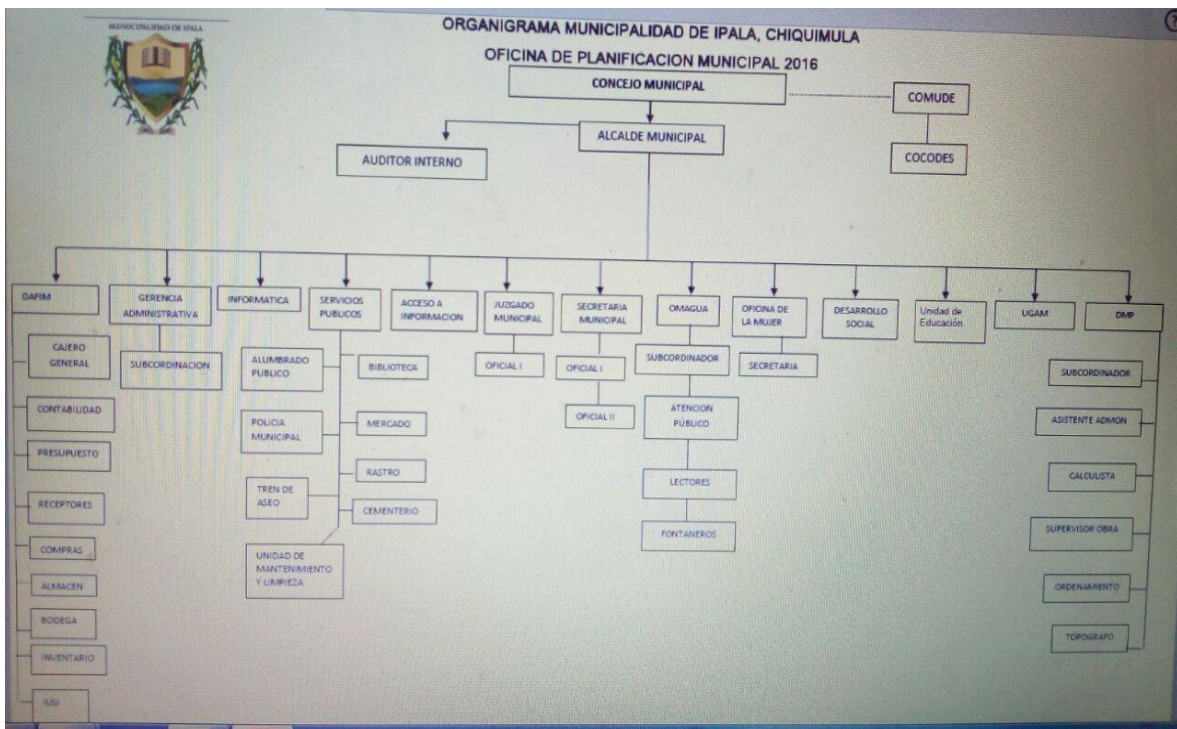 MUNICIPALIDAD DE IPALA
ORGANIGRAMA MUNICIPALIDAD DE IPALA, CHIQUIMULA
OFICINA DE PLANIFICACION MUNICIPAL 2016
CONCEJO MUNICIPAL
COMUDE
ALCALDE MUNICIPAL
AUDITOR INTERNO
COCODES
DAFIM
GERENCIA
ADMINISTRATIVA
INFORMATICA
SERVICIOS
PUBLICOS
ACCESO A
INFORMACION
JUZGADO
MUNICIPAL
SECRETARIA
MUNICIPAL
OMAGUA
OFICINA DE
LA MUJER
DESARROLLO
SOCIAL
Unidad de
Educación
UGAM
DMP
CAJERO
GENERAL
CONTABILIDAD
PRESUPUESTO
RECEPTORES
COMPRAS
ALMACEN
BODEGA
INVENTARIO
IUSI
SUBCORDINACION
ALUMBRADO
PUBLICO
BIBLIOTECA
POLICIA
MUNICIPAL
MERCADO
TREN DE
ASEO
RASTRO
CEMENTERIO
UNIDAD DE
MANTENIMIENTO
Y LIMPIEZA
OFICIAL I
OFICIAL I
OFICIAL II
SUBCORDINADOR
ATENCION
PÚBLICO
LECTORES
FONTANEROS
SECRETARIA
SUBCORDINADOR
ASISTENTE ADMON
CALCULISTA
SUPERVISOR OBRA
ORDENAMIENTO
TOPOGRAFO